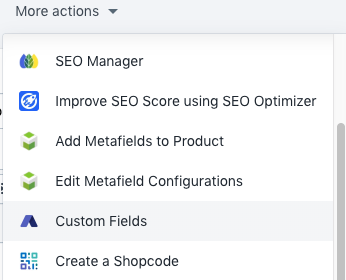 More actions
SEO Manager
Improve SEO Score using SEO Optimizer
Add Metafields to Product
Edit Metafield Configurations
Custom Fields
Create a Shopcode